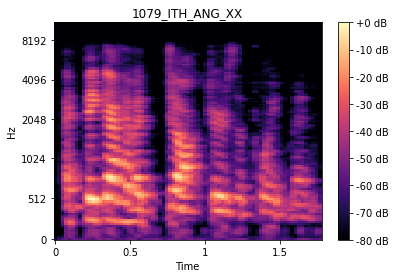 1079_ITH_ANG_XX
+0 dB
8192
-10 dB
4096
-20 dB
-30 dB
Hz
2048
-40 dB
1024
-50 dB
-60 dB
512
-70 dB
0
-80 dB
0
0.5
1
1.5
Time